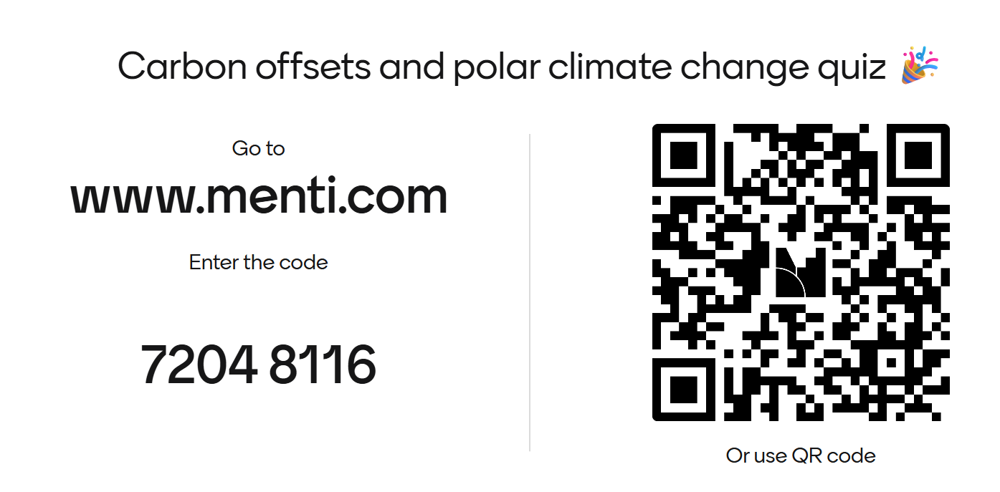 Carbon offsets and polar climate change quiz 🎉
Go to
www.menti.com
Enter the code
7204 8116
Or use QR code